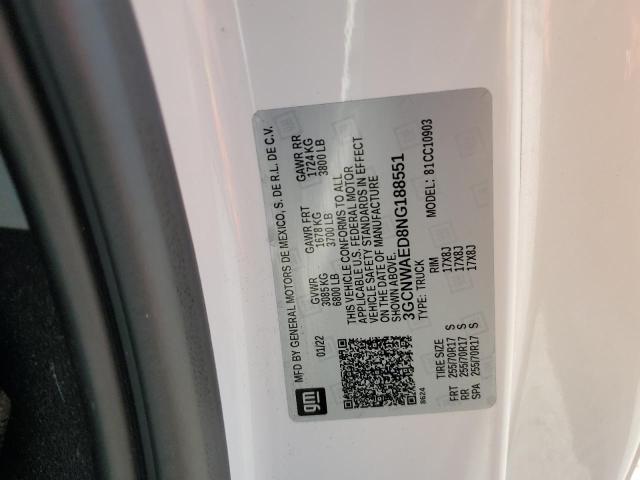 MFD BY GENERAL MOTORS DE MEXICO, S. DE R.L. DE C.V.
01/22 GVWR GAWR FRT GAWR RR
3085 KG 1678 KG 1724 KG
6800 LB 3700 LB 3800 LB
gm
THIS VEHICLE CONFORMS TO ALL
APPLICABLE U.S. FEDERAL MOTOR
VEHICLE SAFETY STANDARDS IN EFFECT
ON THE DATE OF MANUFACTURE
SHOWN ABOVE.
3GCNWAED8NG188551
8624 TYPE: TRUCK MODEL: 81CC10903
TIRE SIZE RIM
FRT 255/70R17 S 17X8J
RR 255/70R17 S 17X8J
SPA 255/70R17 S 17X8J